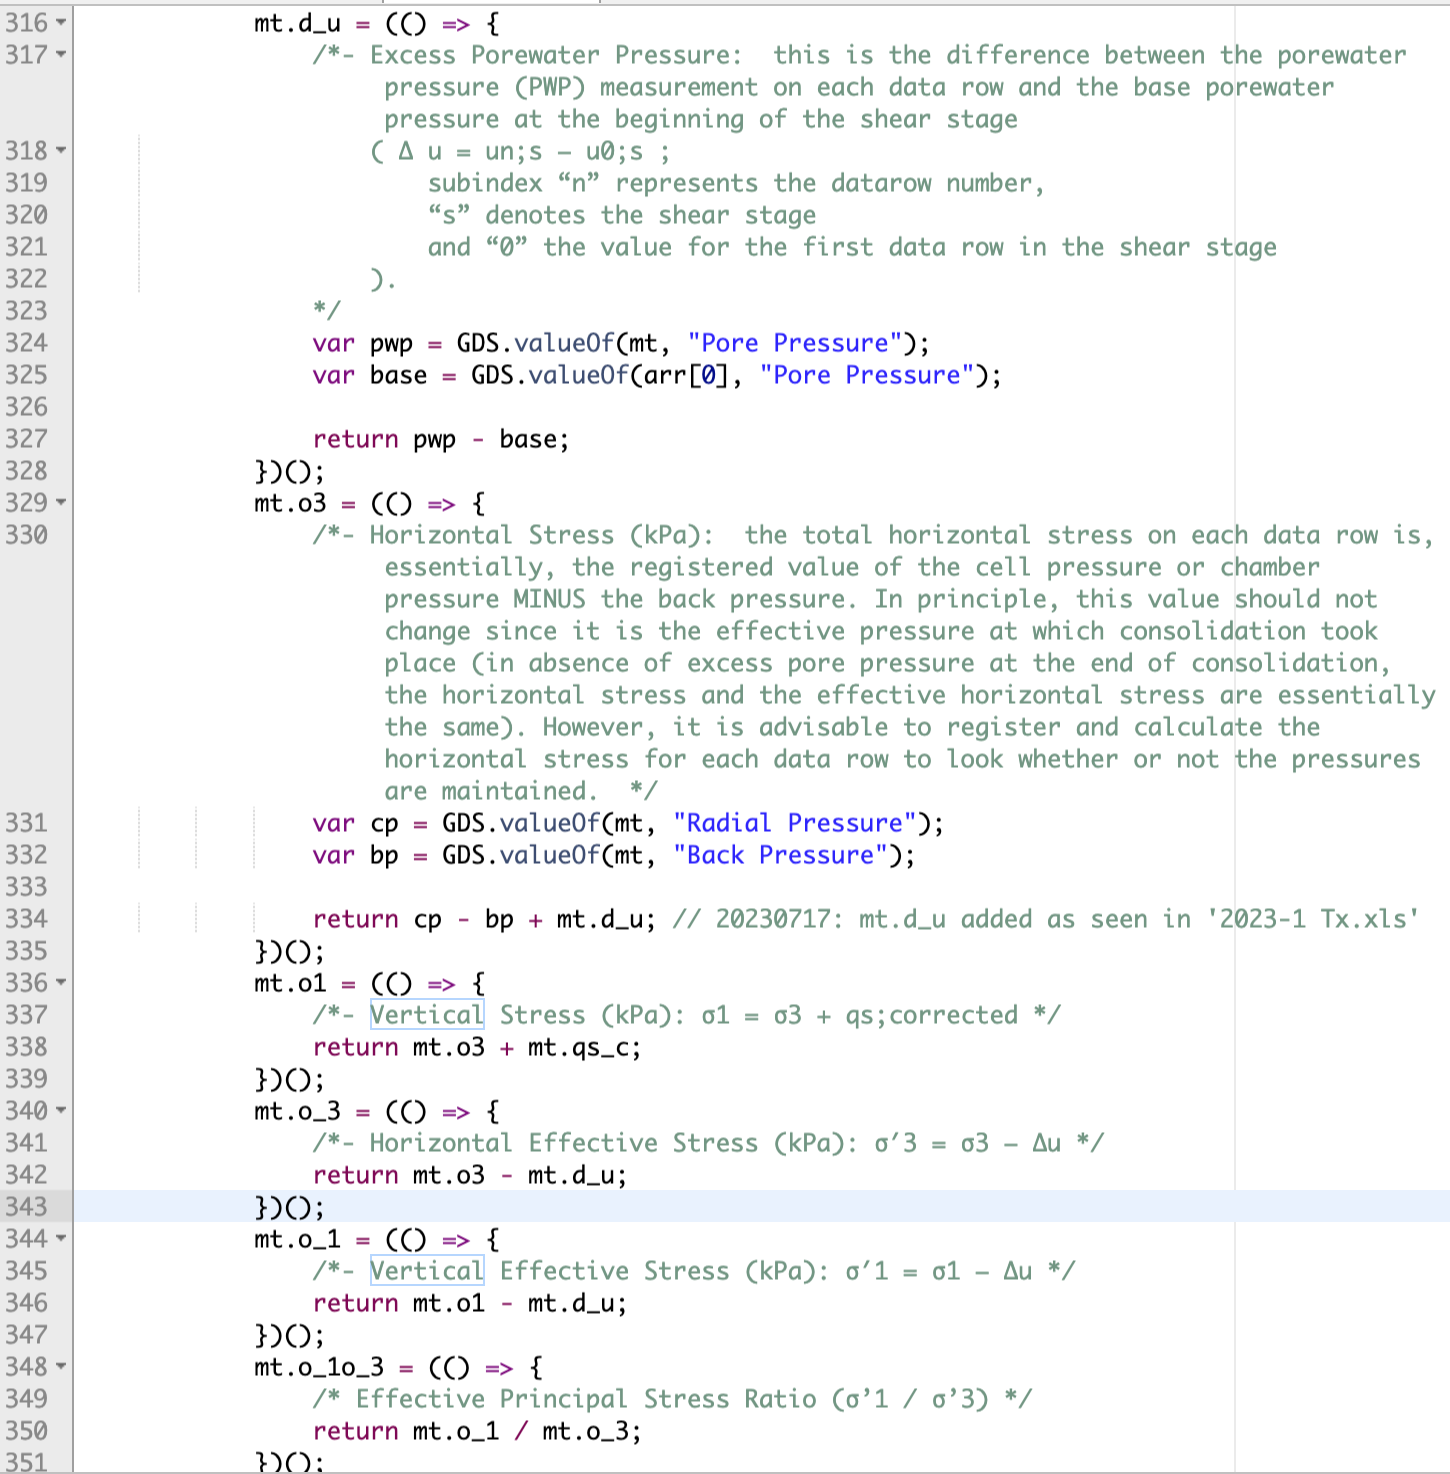 316 mt.d_u = (() => {
317 /*- Excess Porewater Pressure:  this is the difference between the porewater
pressure (PWP) measurement on each data row and the base porewater
pressure at the beginning of the shear stage
318 ( Δ u = un;s – u0;s ;
319 subindex “n” represents the datarow number,
320 “s” denotes the shear stage
321 and “0” the value for the first data row in the shear stage
322 ).
323 */
324 var pwp = GDS.valueOf(mt, "Pore Pressure");
325 var base = GDS.valueOf(arr[0], "Pore Pressure");
326
327 return pwp - base;
328 })();
329 mt.o3 = (() => {
330 /*- Horizontal Stress (kPa):  the total horizontal stress on each data row is,
essentially, the registered value of the cell pressure or chamber
pressure MINUS the back pressure. In principle, this value should not
change since it is the effective pressure at which consolidation took
place (in absence of excess pore pressure at the end of consolidation,
the horizontal stress and the effective horizontal stress are essentially
the same). However, it is advisable to register and calculate the
horizontal stress for each data row to look whether or not the pressures
are maintained.  */
331 var cp = GDS.valueOf(mt, "Radial Pressure");
332 var bp = GDS.valueOf(mt, "Back Pressure");
333
334 return cp - bp + mt.d_u; // 20230717: mt.d_u added as seen in '2023-1 Tx.xls'
335 })();
336 mt.o1 = (() => {
337 /*- Vertical Stress (kPa): σ1 = σ3 + qs;corrected */
338 return mt.o3 + mt.qs_c;
339 })();
340 mt.o_3 = (() => {
341 /*- Horizontal Effective Stress (kPa): σ′3 = σ3 – Δu */
342 return mt.o3 - mt.d_u;
343 })();
344 mt.o_1 = (() => {
345 /*- Vertical Effective Stress (kPa): σ′1 = σ1 – Δu */
346 return mt.o1 - mt.d_u;
347 })();
348 mt.o_1o_3 = (() => {
349 /* Effective Principal Stress Ratio (σ’1 / σ’3) */
350 return mt.o_1 / mt.o_3;
351 })();